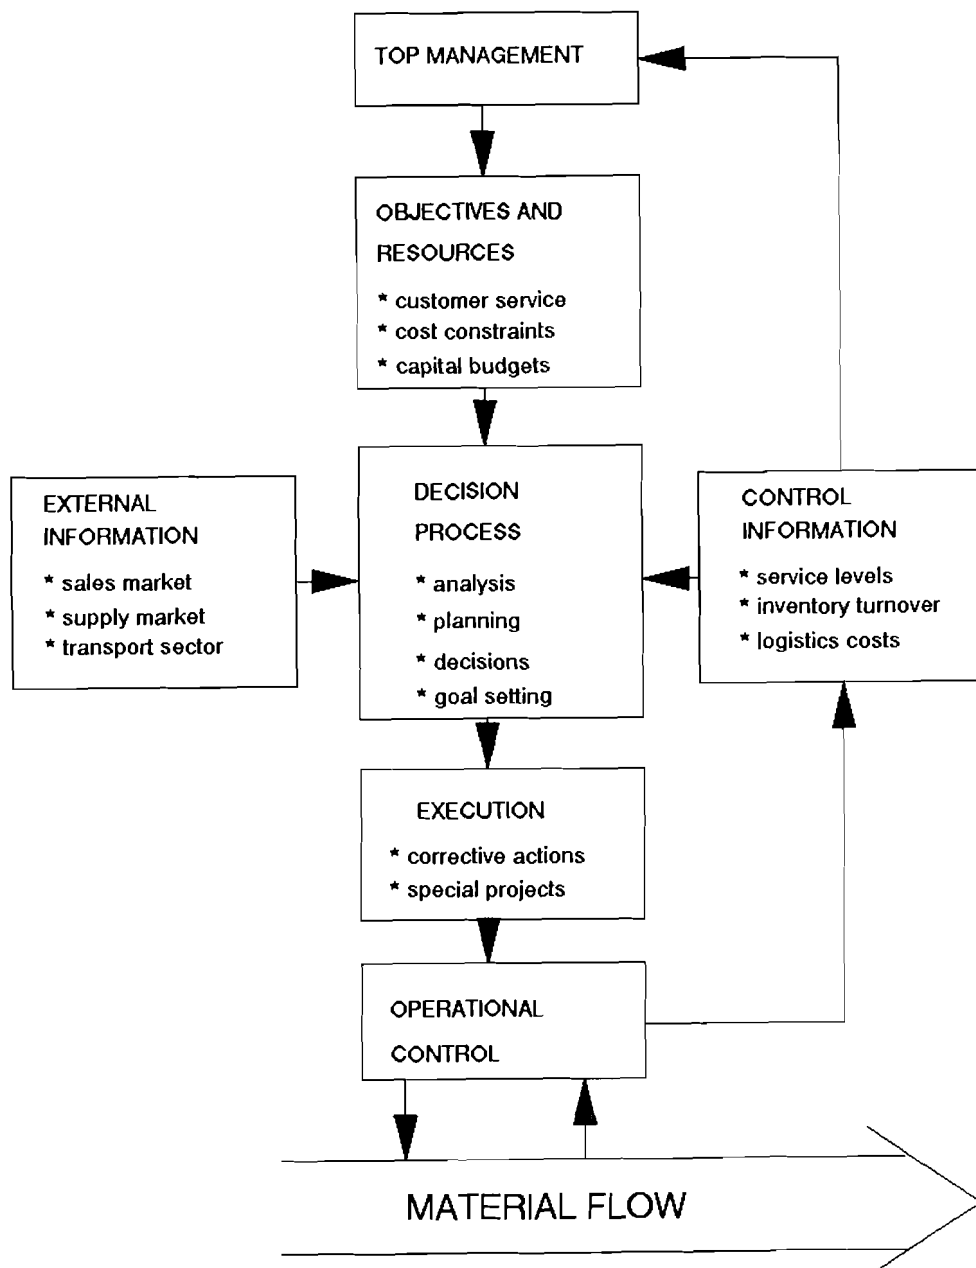 TOP MANAGEMENT
OBJECTIVES AND
RESOURCES
* customer service
* cost constraints
* capital budgets
EXTERNAL
INFORMATION
* sales market
* supply market
* transport sector
DECISION
PROCESS
* analysis
* planning
* decisions
* goal setting
CONTROL
INFORMATION
* service levels
* inventory turnover
* logistics costs
EXECUTION
* corrective actions
* special projects
OPERATIONAL
CONTROL
MATERIAL FLOW